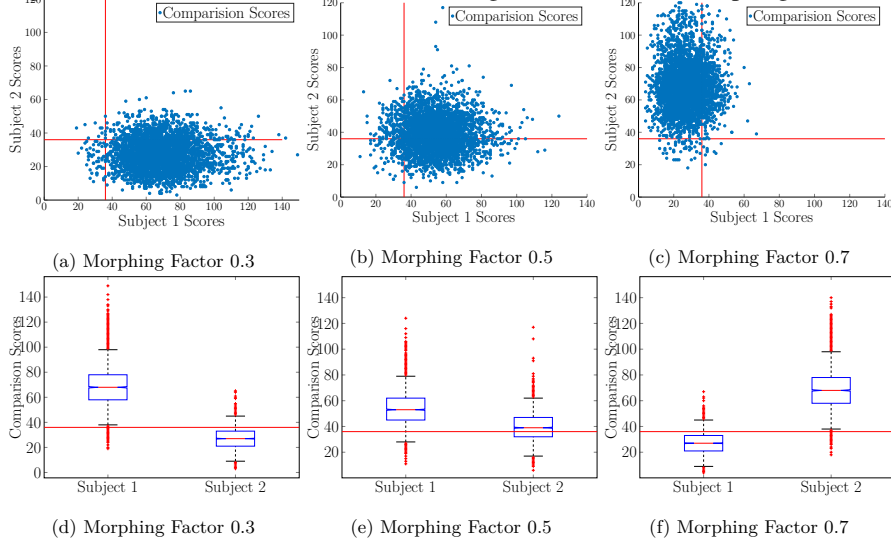 120
100
80
60
40
20
0
Subject 2 Scores
Comparision Scores
0 20 40 60 80 100 120 140
Subject 1 Scores
(a) Morphing Factor 0.3
120
100
80
60
40
20
0
Subject 2 Scores
Comparision Scores
0 20 40 60 80 100 120 140
Subject 1 Scores
(b) Morphing Factor 0.5
120
100
80
60
40
20
0
Subject 2 Scores
Comparision Scores
0 20 40 60 80 100 120 140
Subject 1 Scores
(c) Morphing Factor 0.7
140
120
100
80
60
40
20
0
Comparison Scores
Subject 1 Subject 2
(d) Morphing Factor 0.3
140
120
100
80
60
40
20
Comparison Scores
Subject 1 Subject 2
(e) Morphing Factor 0.5
140
120
100
80
60
40
20
Comparison Scores
Subject 1 Subject 2
(f) Morphing Factor 0.7